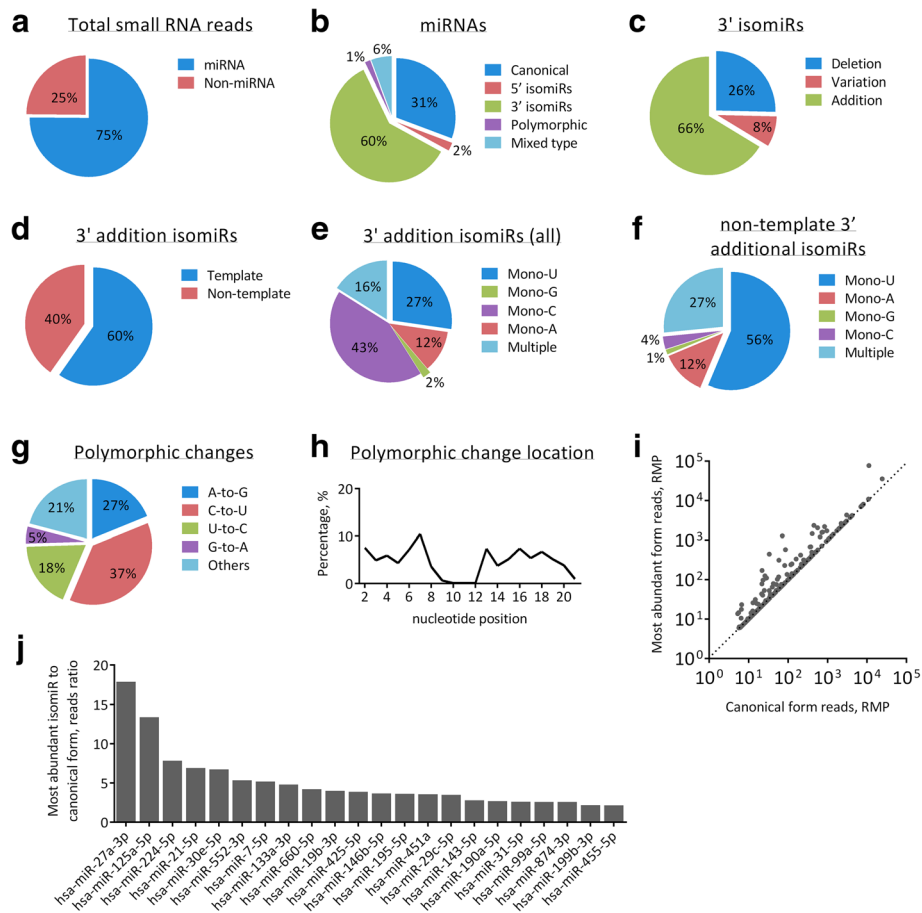 a
Total small RNA reads
miRNA
Non-miRNA
25%
75%
b
miRNAs
1%
6%
31%
60%
2%
Canonical
5' isomiRs
3' isomiRs
Polymorphic
Mixed type
c
3' isomiRs
26%
8%
66%
Deletion
Variation
Addition
d
3' addition isomiRs
40%
60%
Template
Non-template
e
3' addition isomiRs (all)
16%
27%
12%
43%
2%
Mono-U
Mono-G
Mono-C
Mono-A
Multiple
f
non-template 3'
additional isomiRs
27%
4%
1%
12%
56%
Mono-U
Mono-A
Mono-G
Mono-C
Multiple
g
Polymorphic changes
21%
27%
5%
18%
37%
A-to-G
C-to-U
U-to-C
G-to-A
Others
h
Polymorphic change location
Percentage, %
20
10
0
2 4 6 7 8 9 10 12 14 16 18 20
nucleotide position
i
Most abundant form reads, RMP
10^5
10^4
10^3
10^2
10^1
10^0
10^0 10^1 10^2 10^3 10^4 10^5
Canonical form reads, RMP
j
Most abundant isomiR to
canonical form, reads ratio
20
15
10
5
0
hsa-miR-27a-3p
hsa-miR-125a-5p
hsa-miR-224-5p
hsa-miR-21-5p
hsa-miR-30e-5p
hsa-miR-552-3p
hsa-miR-7-5p
hsa-miR-133a-3p
hsa-miR-660-5p
hsa-miR-19b-3p
hsa-miR-425-5p
hsa-miR-146b-5p
hsa-miR-195-5p
hsa-miR-451a
hsa-miR-29c-5p
hsa-miR-143-5p
hsa-miR-190a-5p
hsa-miR-31-5p
hsa-miR-99a-5p
hsa-miR-874-3p
hsa-miR-199b-3p
hsa-miR-455-5p